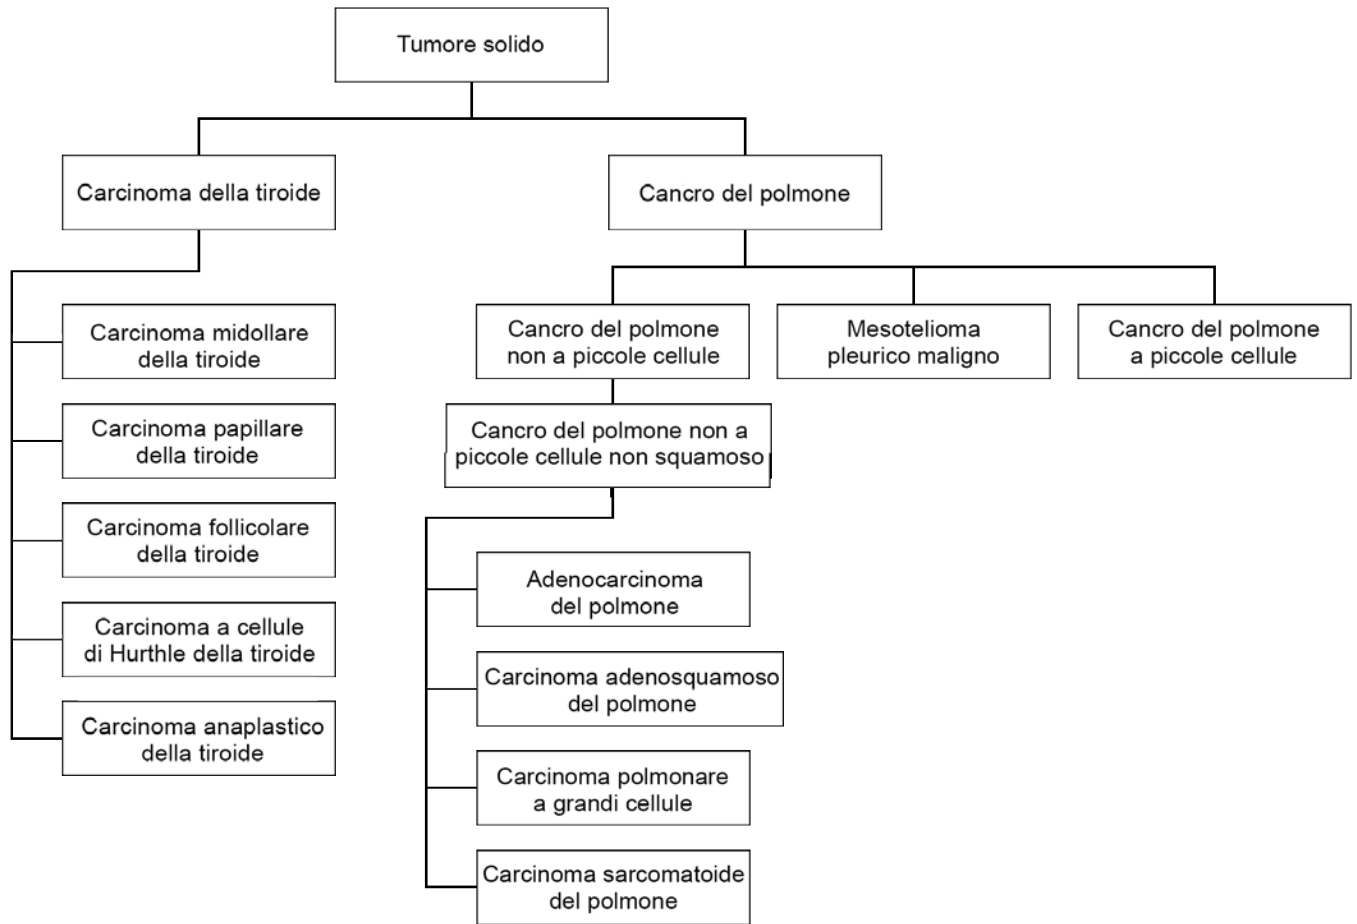 Tumore solido
Carcinoma della tiroide
Cancro del polmone
Carcinoma midollare
della tiroide
Carcinoma papillare
della tiroide
Carcinoma follicolare
della tiroide
Carcinoma a cellule
di Hurthle della tiroide
Carcinoma anaplastico
della tiroide
Cancro del polmone
non a piccole cellule
Mesotelioma
pleurico maligno
Cancro del polmone
a piccole cellule
Cancro del polmone non a
piccole cellule non squamoso
Adenocarcinoma
del polmone
Carcinoma adenosquamoso
del polmone
Carcinoma polmonare
a grandi cellule
Carcinoma sarcomatoide
del polmone